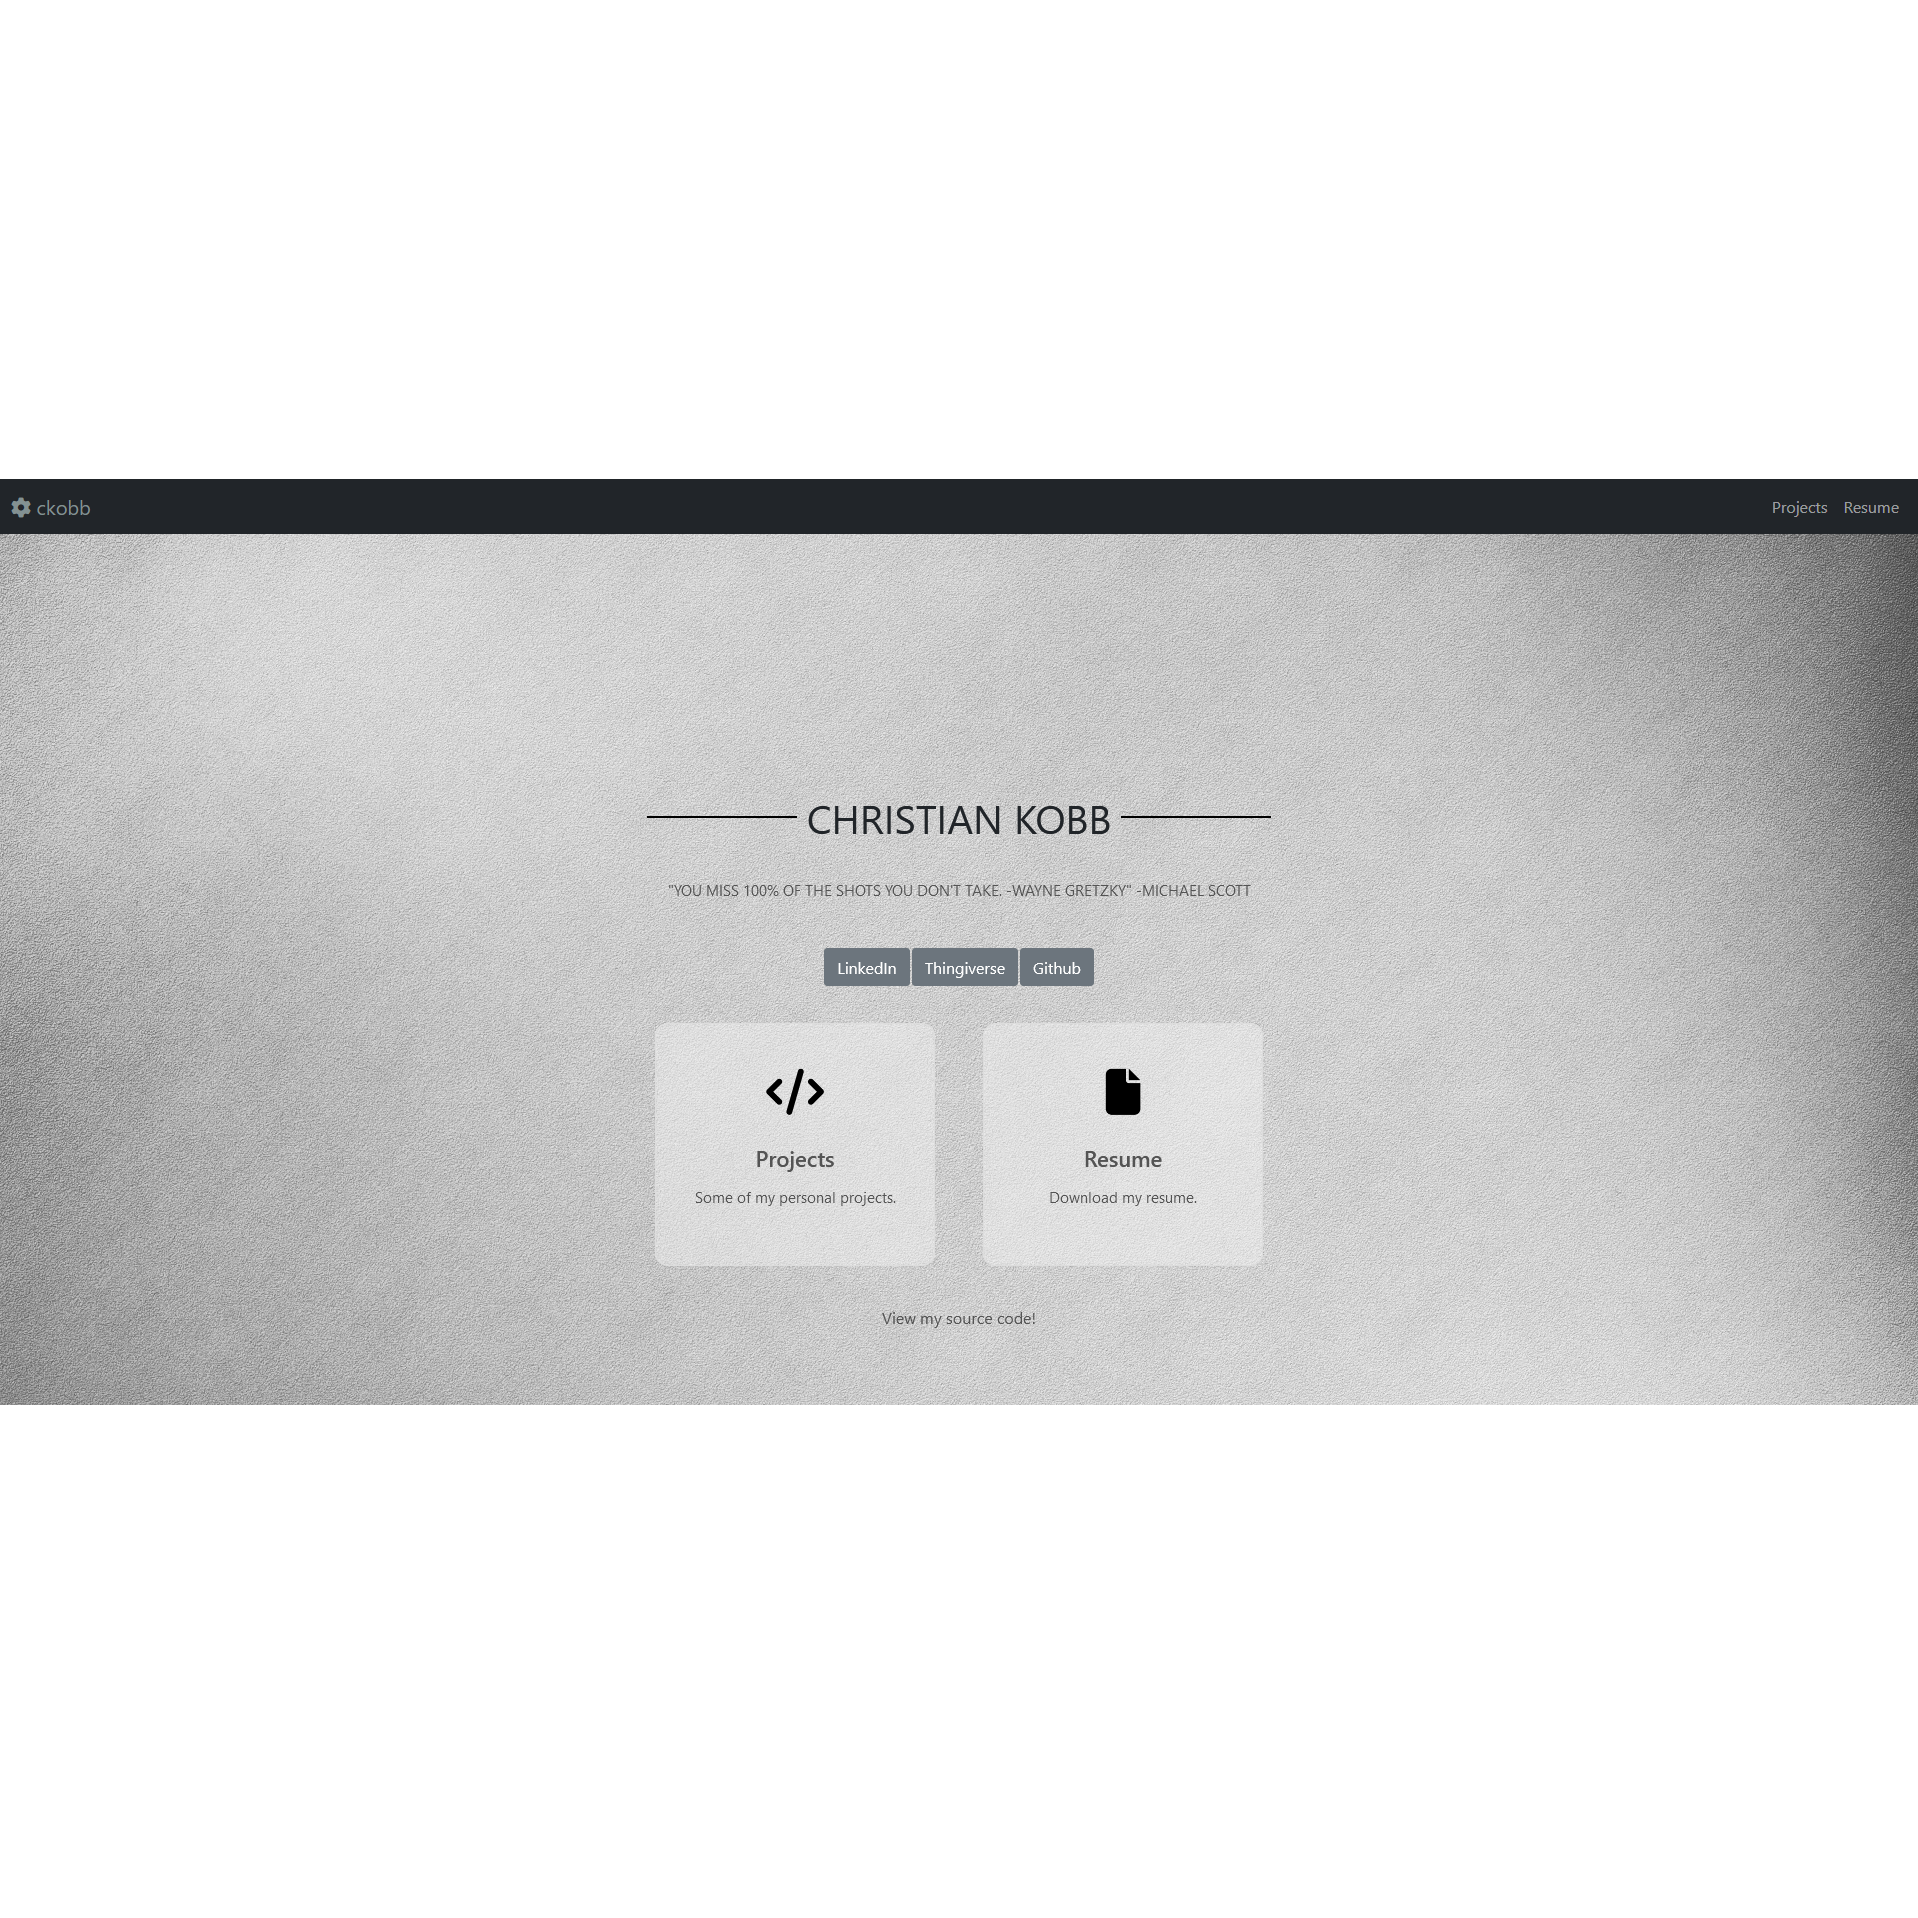 ckobb
Projects Resume
CHRISTIAN KOBB
"YOU MISS 100% OF THE SHOTS YOU DON'T TAKE. -WAYNE GRETZKY" -MICHAEL SCOTT
LinkedIn Thingiverse Github
Projects
Some of my personal projects.
Resume
Download my resume.
View my source code!